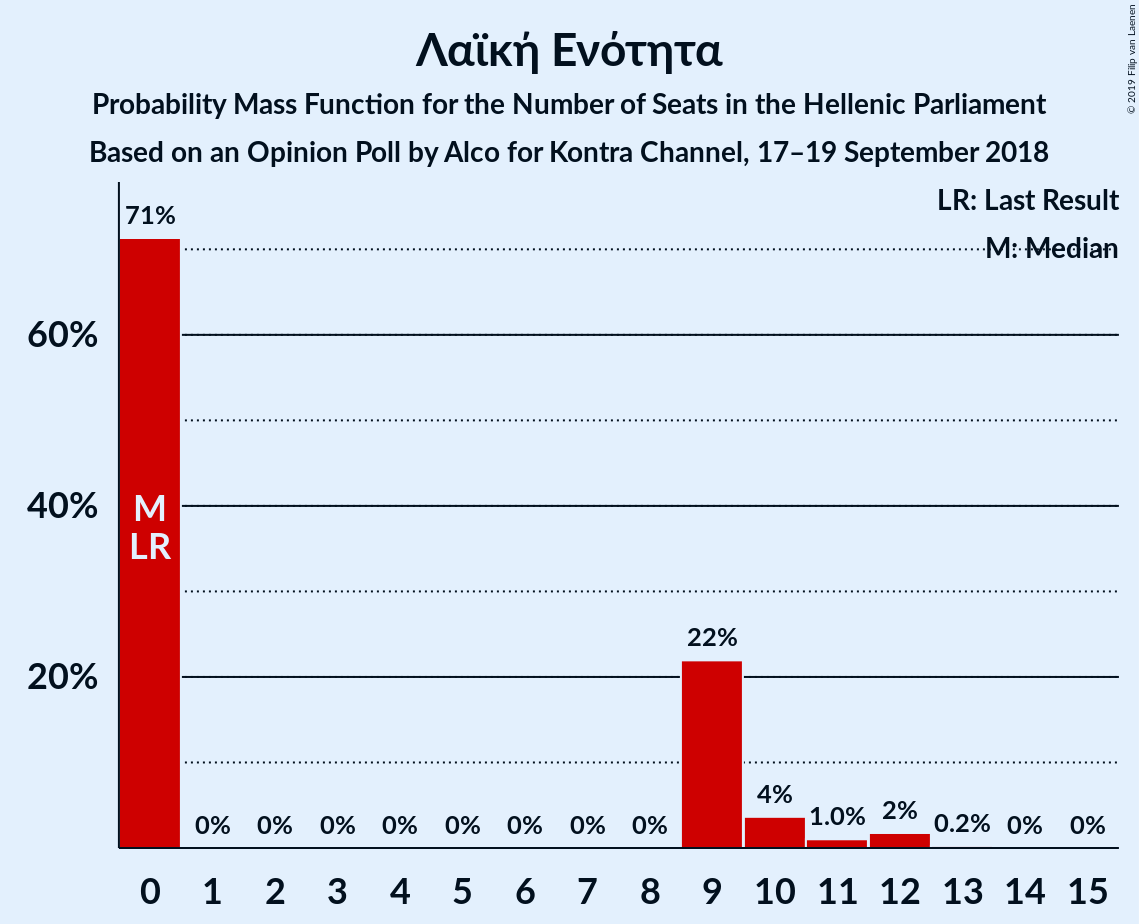 Λαϊκή Ενότητα
Probability Mass Function for the Number of Seats in the Hellenic Parliament
Based on an Opinion Poll by Alco for Kontra Channel, 17–19 September 2018
© 2019 Filip van Laenen
LR: Last Result
M: Median
71%
60%
40%
20%
M
LR
0% 0% 0% 0% 0% 0% 0% 0% 22% 4% 1.0% 2% 0.2% 0% 0%
0 1 2 3 4 5 6 7 8 9 10 11 12 13 14 15